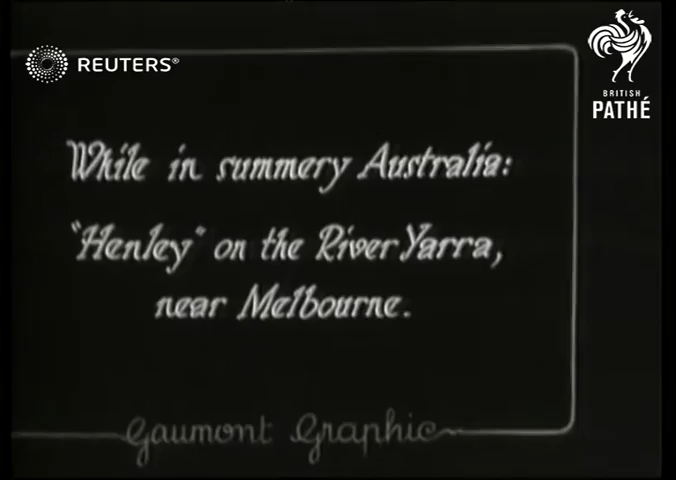 REUTERS®
BRITISH
PATHÉ
While in summery Australia:
"Henley" on the River Yarra,
near Melbourne.
Gaumont Graphic